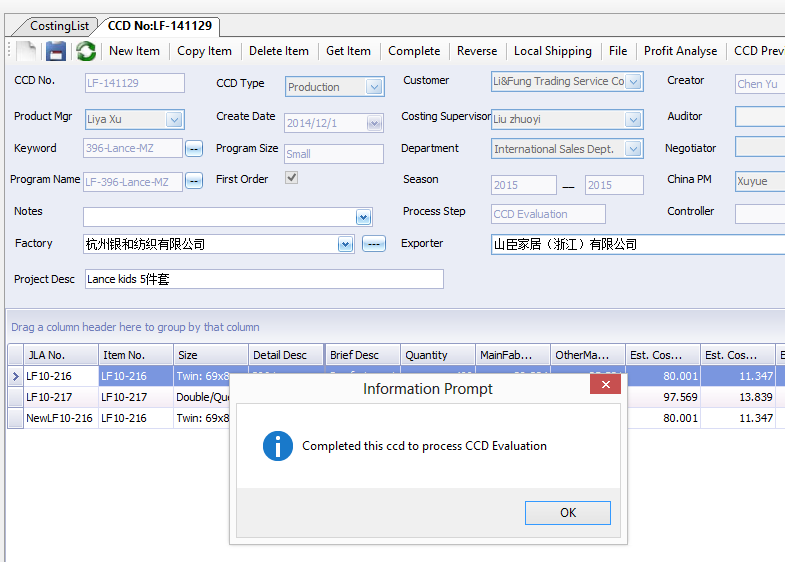 CostingList CCD No:LF-141129
New Item Copy Item Delete Item Get Item Complete Reverse Local Shipping File Profit Analyse CCD Prev
CCD No. LF-141129 CCD Type Production Customer Li&Fung Trading Service Co Creator Chen Yu
Product Mgr Liya Xu Create Date 2014/12/1 Costing Supervisor Liu zhuoyi Auditor
Keyword 396-Lance-MZ Program Size Small Department International Sales Dept. Negotiator
Program Name LF-396-Lance-MZ First Order Season 2015 — 2015 China PM Xuyue
Notes Process Step CCD Evaluation Controller
Factory 杭州银和纺织有限公司 Exporter 山臣家居（浙江）有限公司
Project Desc Lance kids 5件套
Drag a column header here to group by that column
JLA No. Item No. Size Detail Desc Brief Desc Quantity MainFab... OtherMa... Est. Cos... Est. Cos...
LF10-216 LF10-216 Twin: 69x8 80.001 11.347
LF10-217 LF10-217 Double/Que 97.569 13.839
NewLF10-216 LF10-216 Twin: 69x8 80.001 11.347
Information Prompt
Completed this ccd to process CCD Evaluation
OK